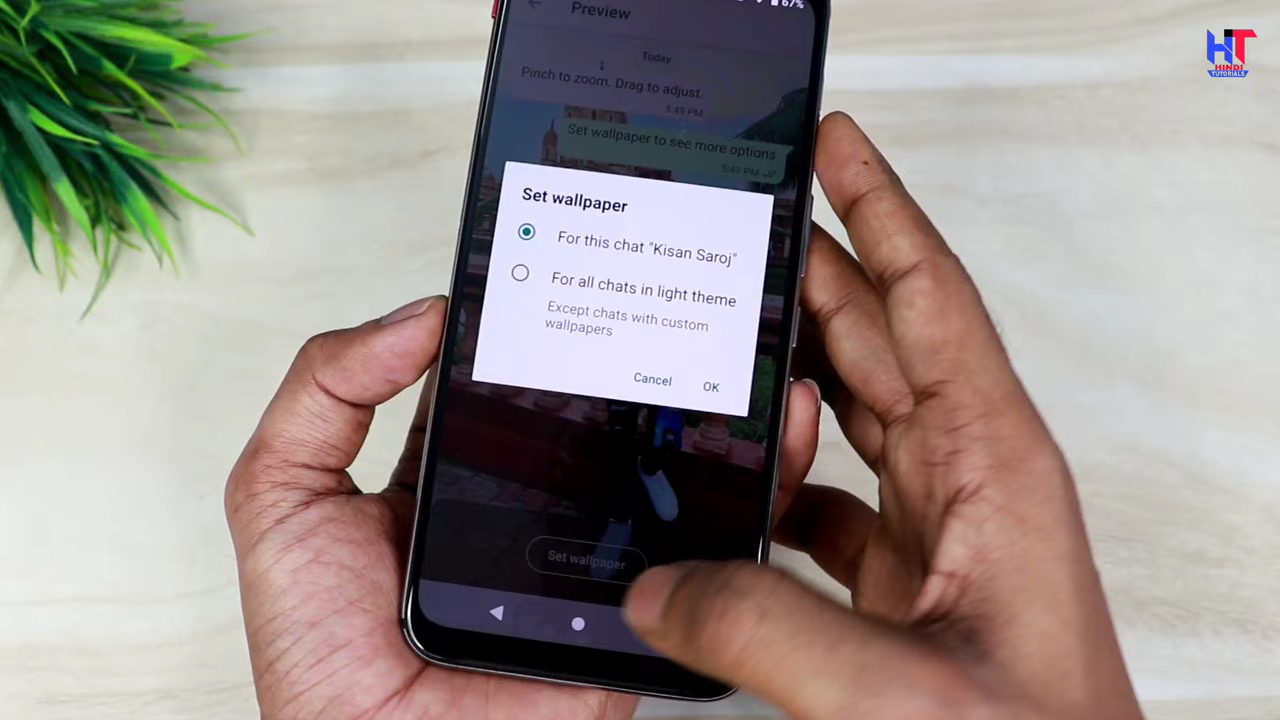 67%
Preview
Today
Pinch to zoom. Drag to adjust.
5:49 PM
Set wallpaper to see more options
5:49 PM
Set wallpaper
For this chat "Kisan Saroj"
For all chats in light theme
Except chats with custom
wallpapers
Cancel
OK
Set wallpaper
HT
HINDI
TUTORIALS